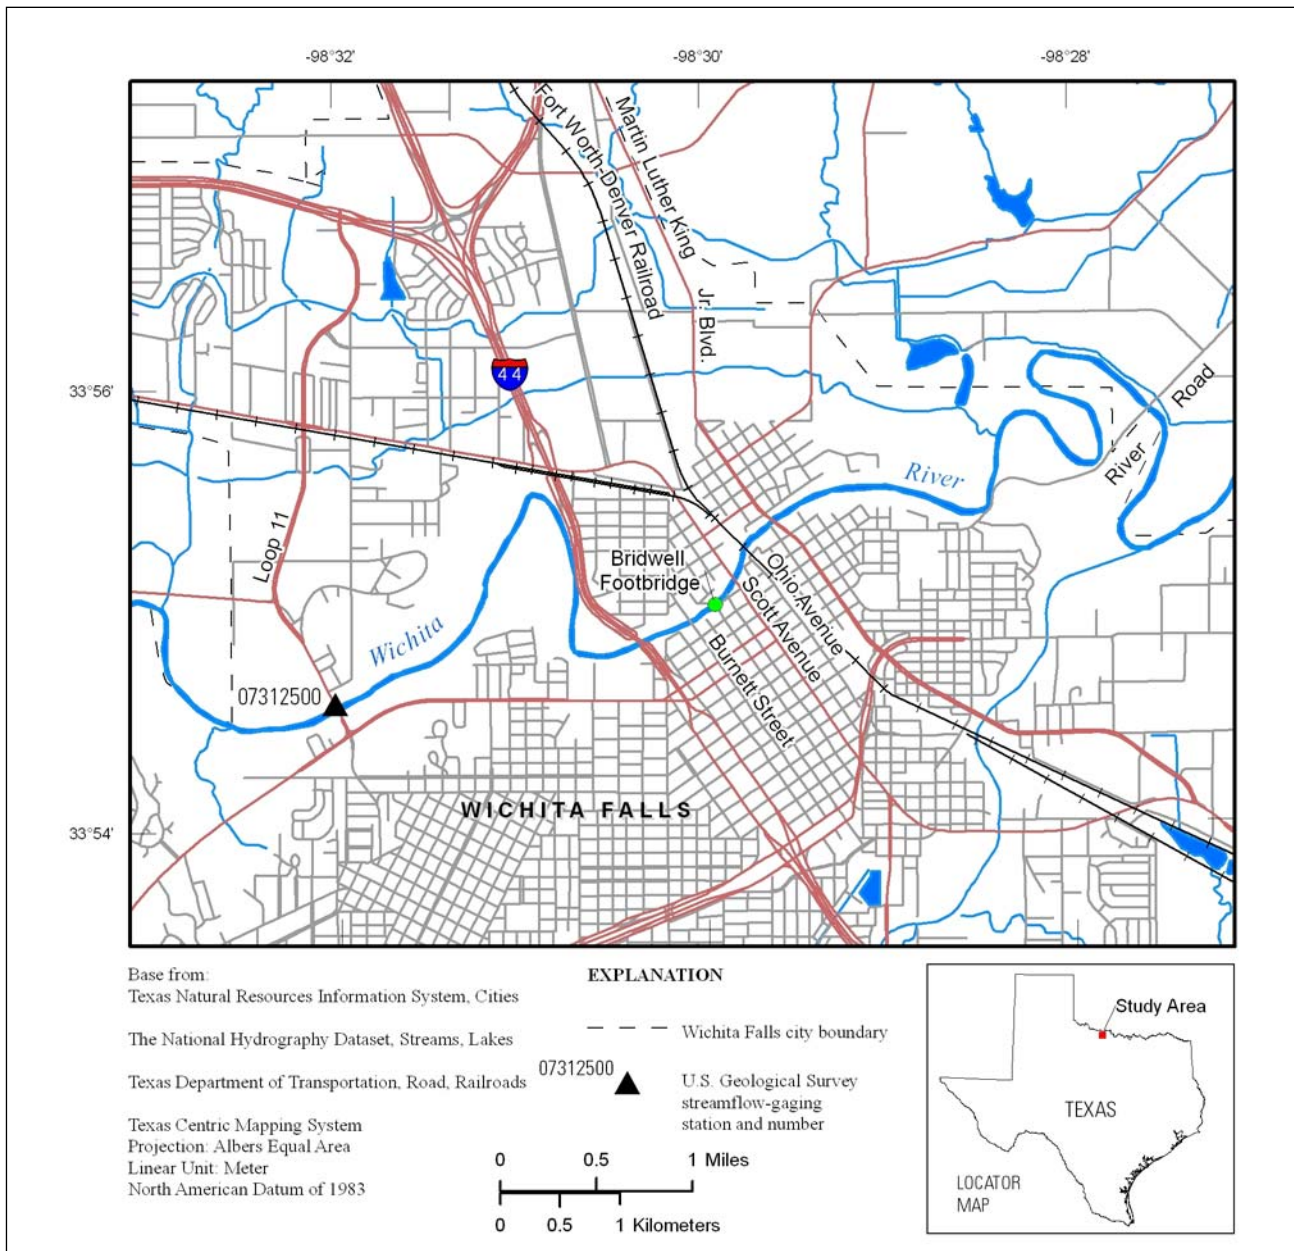 -98°32'
-98°30'
-98°28'
Fort Worth-Denver Railroad
Martin Luther King
Jr. Blvd.
44
33°56'
Road
River
River
Loop 11
Bridwell
Footbridge
Ohio Avenue
Scott Avenue
Wichita
Burnett Street
07312500
WICHITA FALLS
33°54'
Base from:
Texas Natural Resources Information System, Cities
The National Hydrography Dataset, Streams, Lakes
Texas Department of Transportation, Road, Railroads
Texas Centric Mapping System
Projection: Albers Equal Area
Linear Unit: Meter
North American Datum of 1983
EXPLANATION
Wichita Falls city boundary
07312500
U.S. Geological Survey
streamflow-gaging
station and number
0 0.5 1 Miles
0 0.5 1 Kilometers
Study Area
TEXAS
LOCATOR
MAP